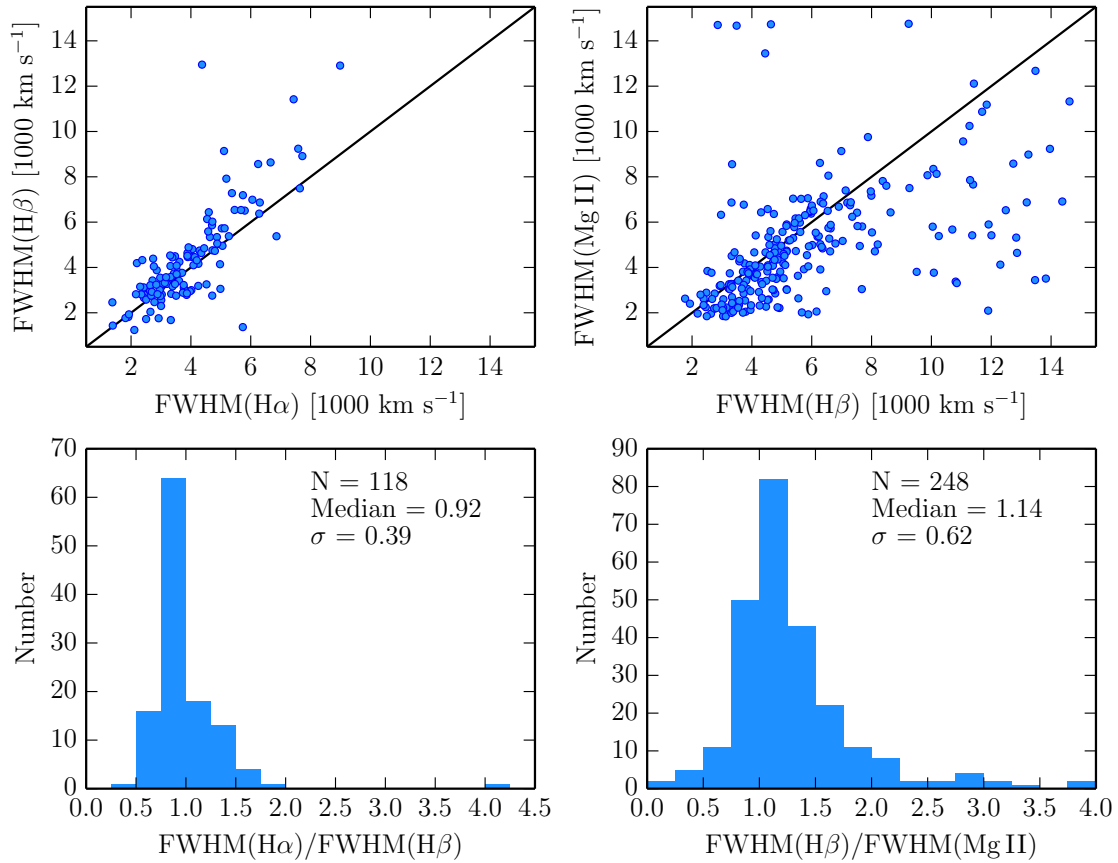 14
12
10
8
6
4
2
FWHM(Hβ) [1000 km s⁻¹]
2 4 6 8 10 12 14
FWHM(Hα) [1000 km s⁻¹]
14
12
10
8
6
4
2
FWHM(Mg II) [1000 km s⁻¹]
2 4 6 8 10 12 14
FWHM(Hβ) [1000 km s⁻¹]
70
60
50
40
30
20
10
0
Number
N = 118
Median = 0.92
σ = 0.39
0.0 0.5 1.0 1.5 2.0 2.5 3.0 3.5 4.0 4.5
FWHM(Hα)/FWHM(Hβ)
90
80
70
60
50
40
30
20
10
0
Number
N = 248
Median = 1.14
σ = 0.62
0.0 0.5 1.0 1.5 2.0 2.5 3.0 3.5 4.0
FWHM(Hβ)/FWHM(Mg II)